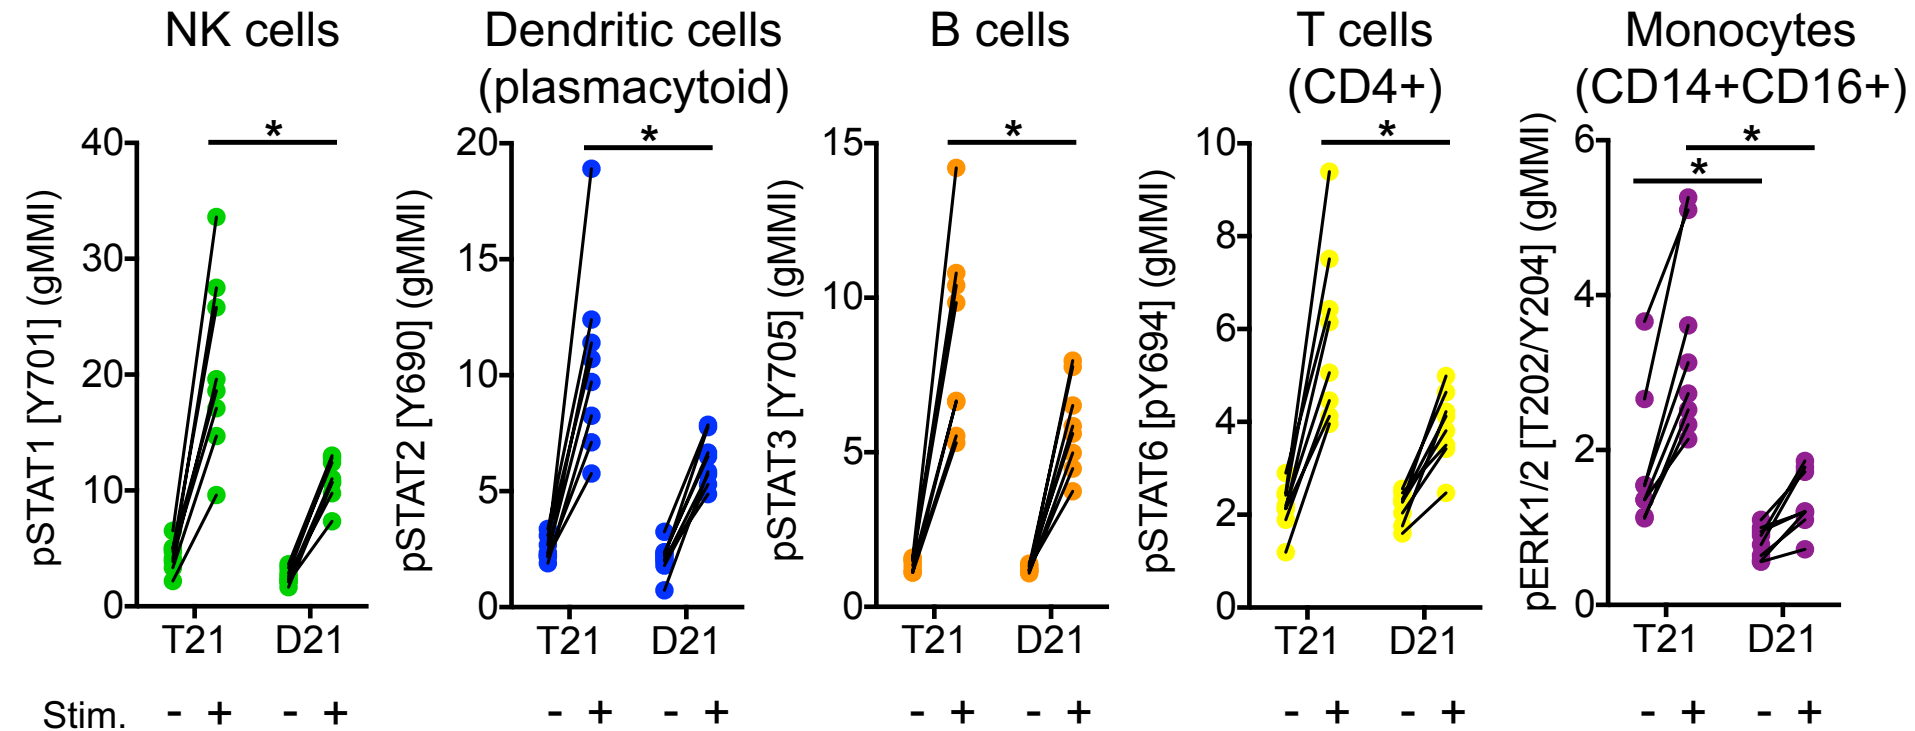 NK cells
Dendritic cells
(plasmacytoid)
B cells
T cells
(CD4+)
Monocytes
(CD14+CD16+)
pSTAT1 [Y701] (gMMI)
40
30
20
10
0
*
T21 D21
pSTAT2 [Y690] (gMMI)
20
15
10
5
0
*
T21 D21
pSTAT3 [Y705] (gMMI)
15
10
5
0
*
T21 D21
pSTAT6 [pY694] (gMMI)
10
8
6
4
2
0
*
T21 D21
pERK1/2 [T202/Y204] (gMMI)
6
4
2
0
*
*
T21 D21
Stim. - + - + - + - + - + - + - + - + - + - +